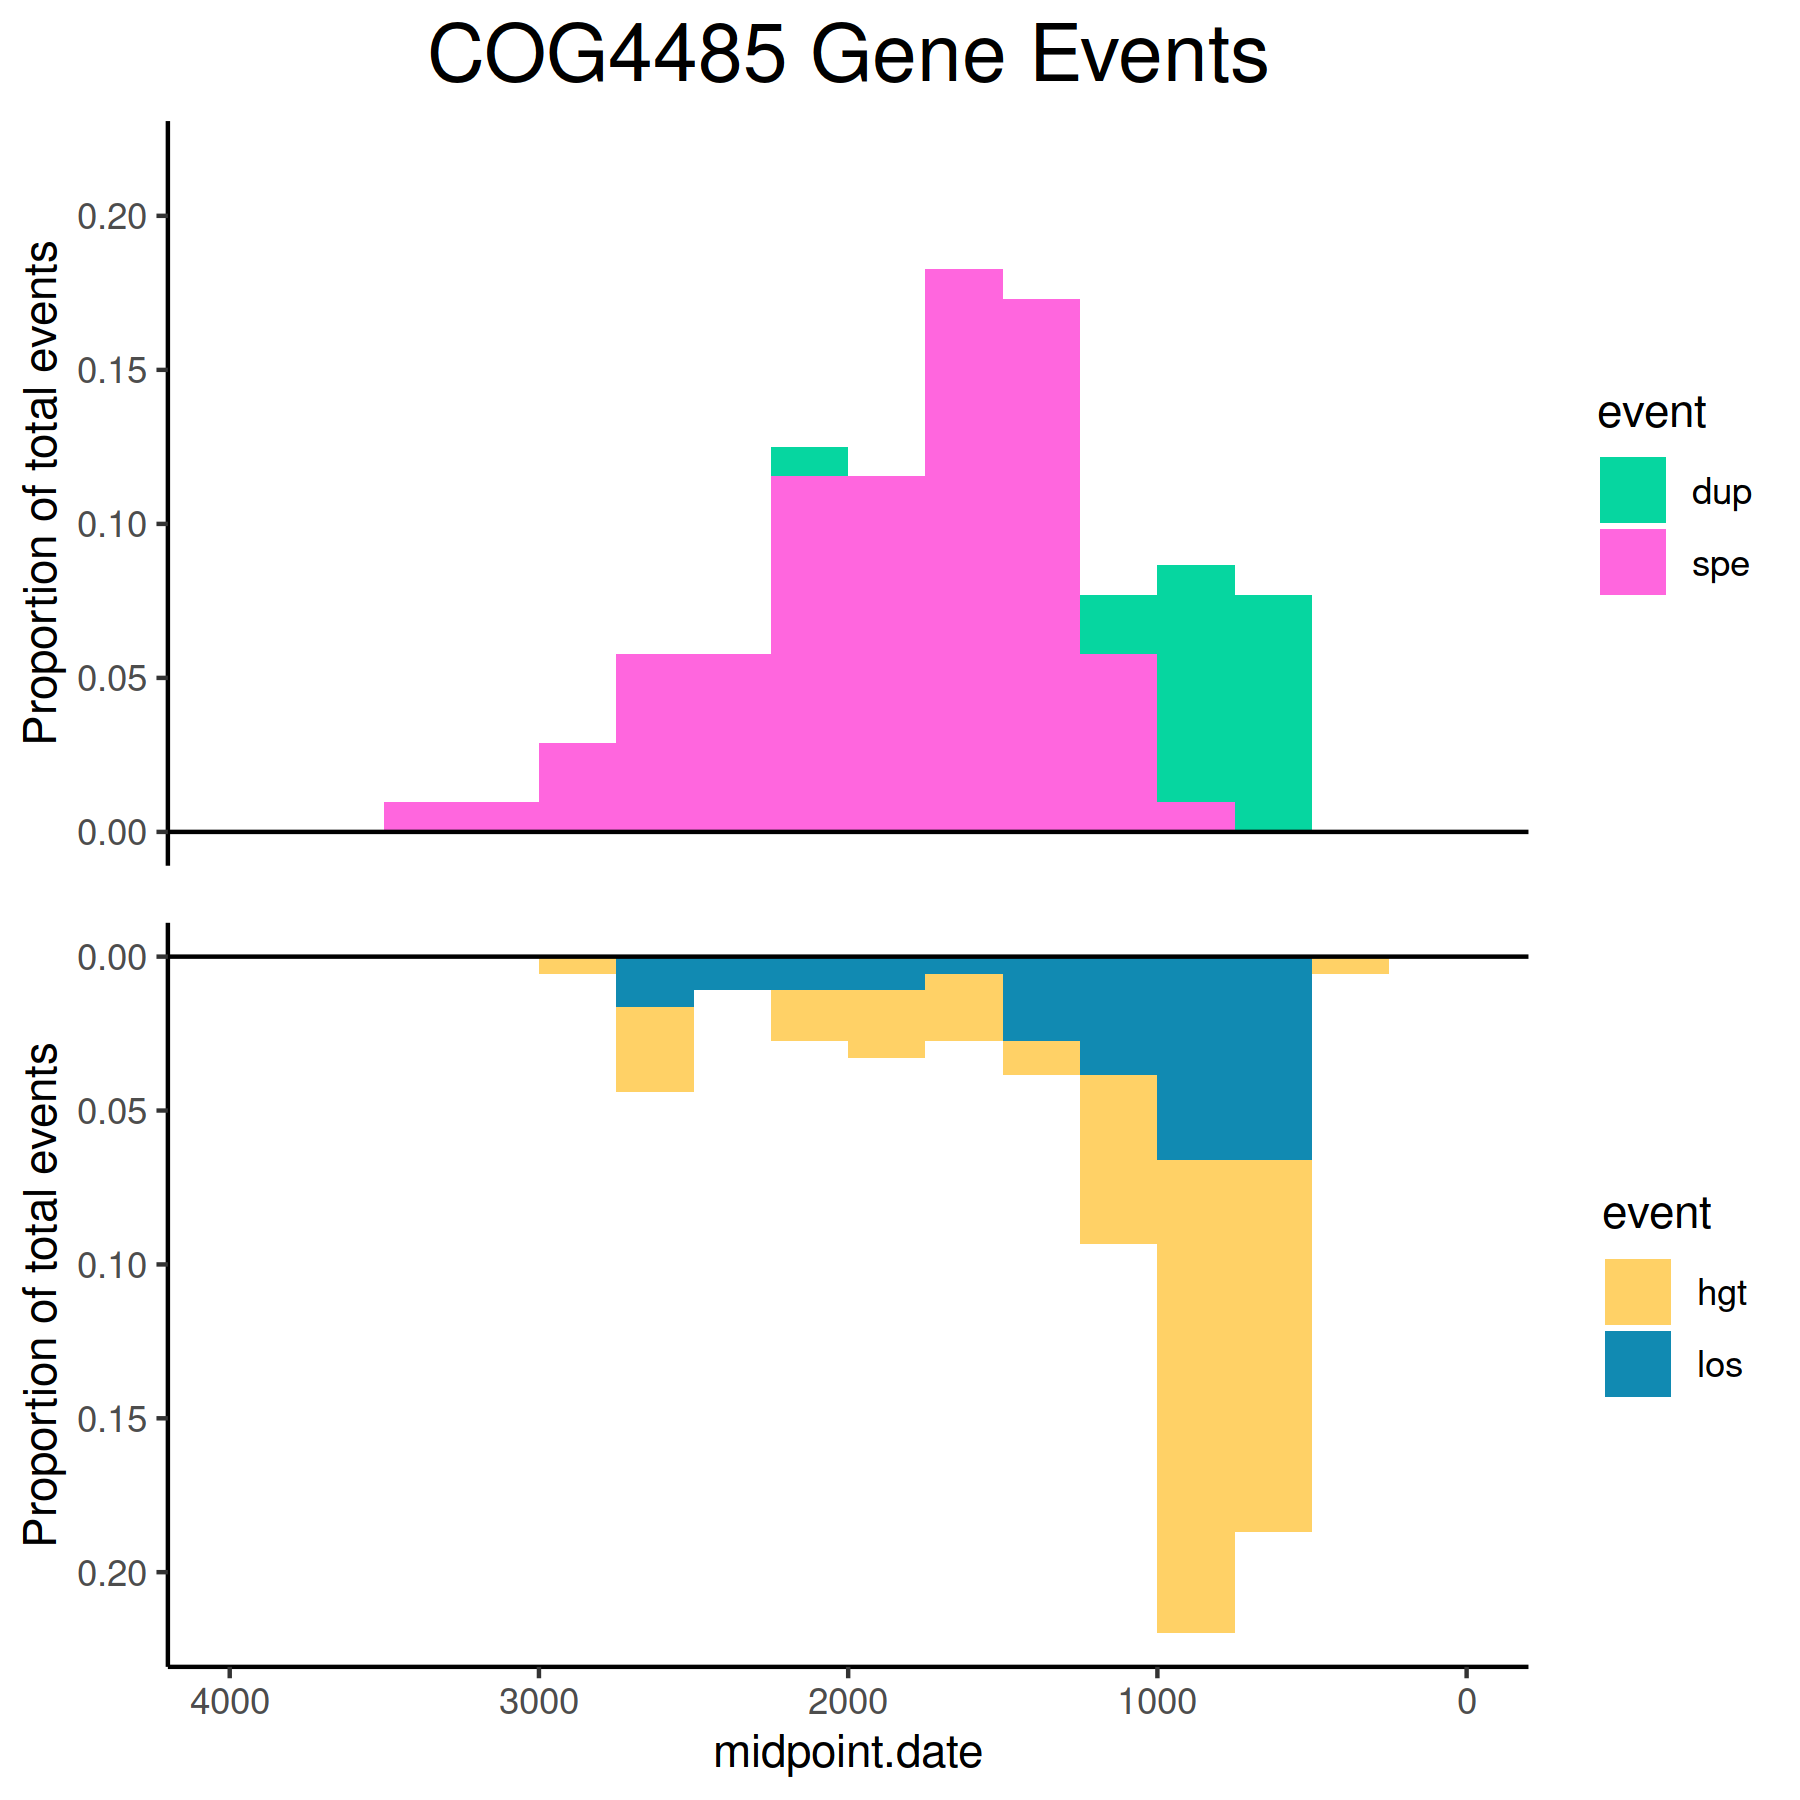 COG4485 Gene Events
Proportion of total events
0.20
0.15
0.10
0.05
0.00
event
dup
spe
Proportion of total events
0.00
0.05
0.10
0.15
0.20
event
hgt
los
4000 3000 2000 1000 0
midpoint.date